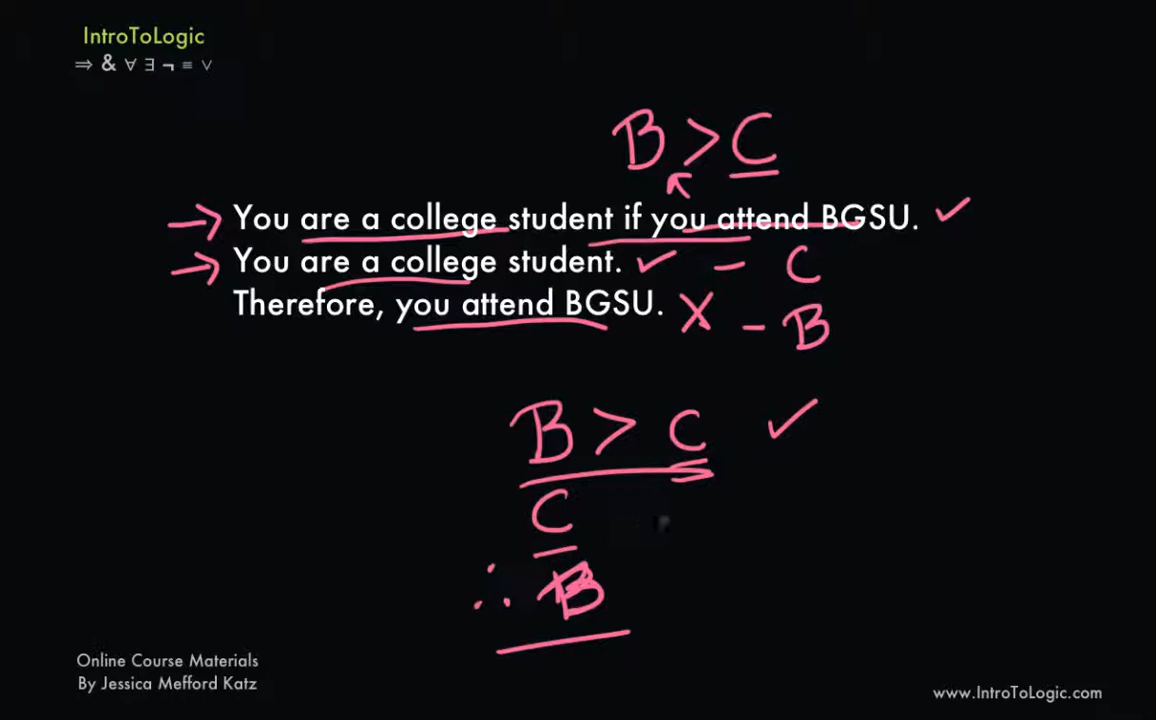 IntroToLogic
⇒ & ∀ ∃ ¬ ≡ ∨
B > C
You are a college student if you attend BGSU. ✓
You are a college student. ✓ – C
Therefore, you attend BGSU. X – B
B > C ✓
C
∴ B
Online Course Materials
By Jessica Mefford Katz
www.IntroToLogic.com